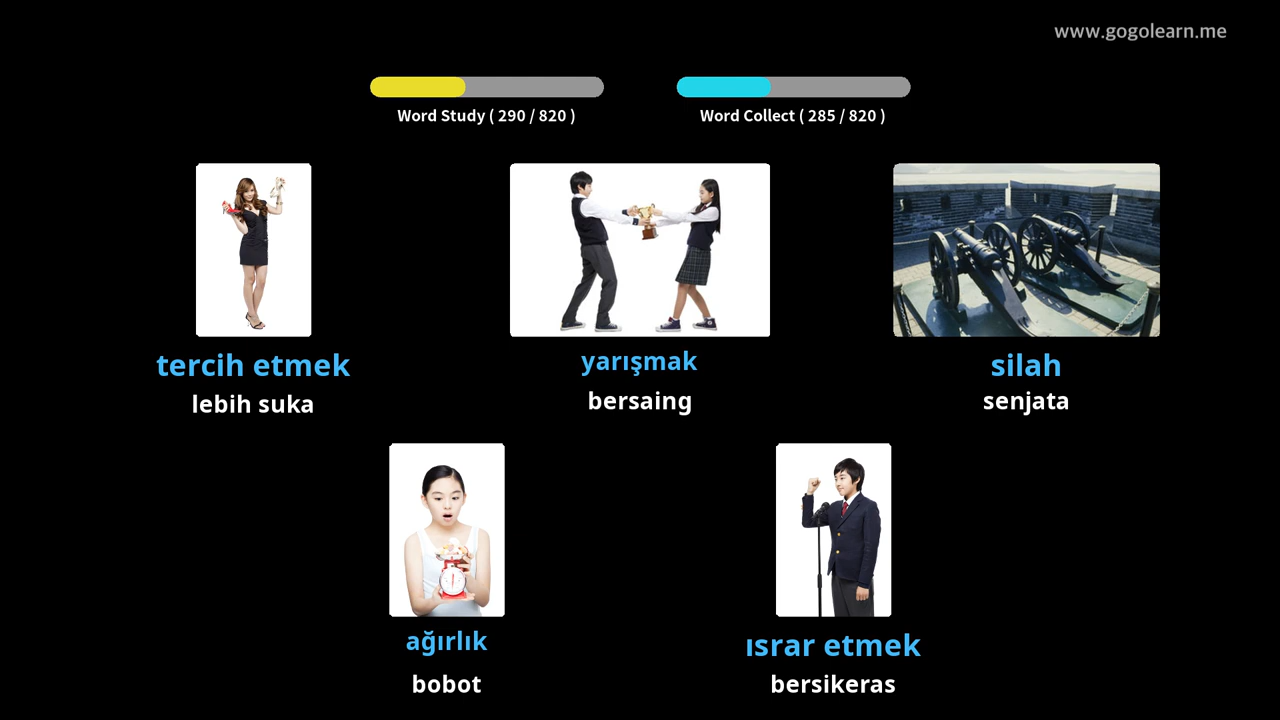 www.gogolearn.me
Word Study ( 290 / 820 )
Word Collect ( 285 / 820 )
tercih etmek
lebih suka
yarışmak
bersaing
silah
senjata
ağırlık
bobot
ısrar etmek
bersikeras